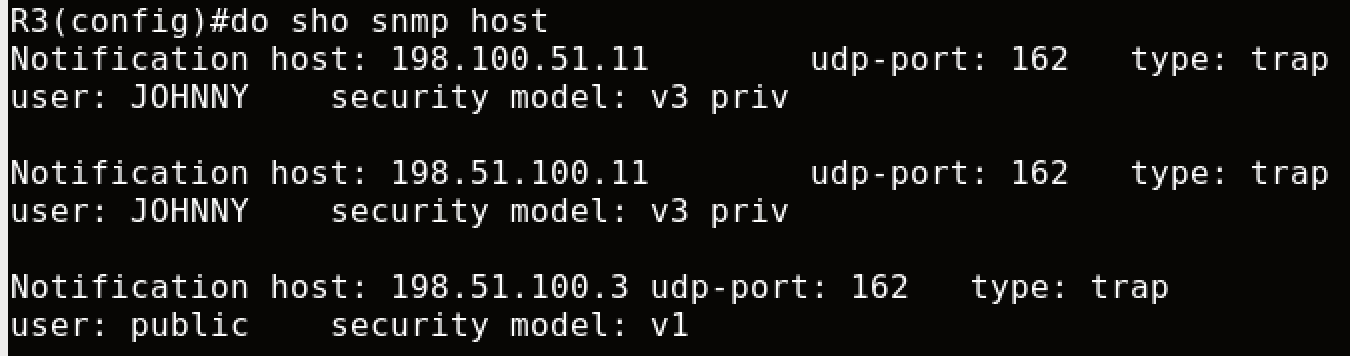 R3(config)#do sho snmp host
Notification host: 198.100.51.11        udp-port: 162   type: trap
user: JOHNNY    security model: v3 priv

Notification host: 198.51.100.11        udp-port: 162   type: trap
user: JOHNNY    security model: v3 priv

Notification host: 198.51.100.3 udp-port: 162   type: trap
user: public    security model: v1